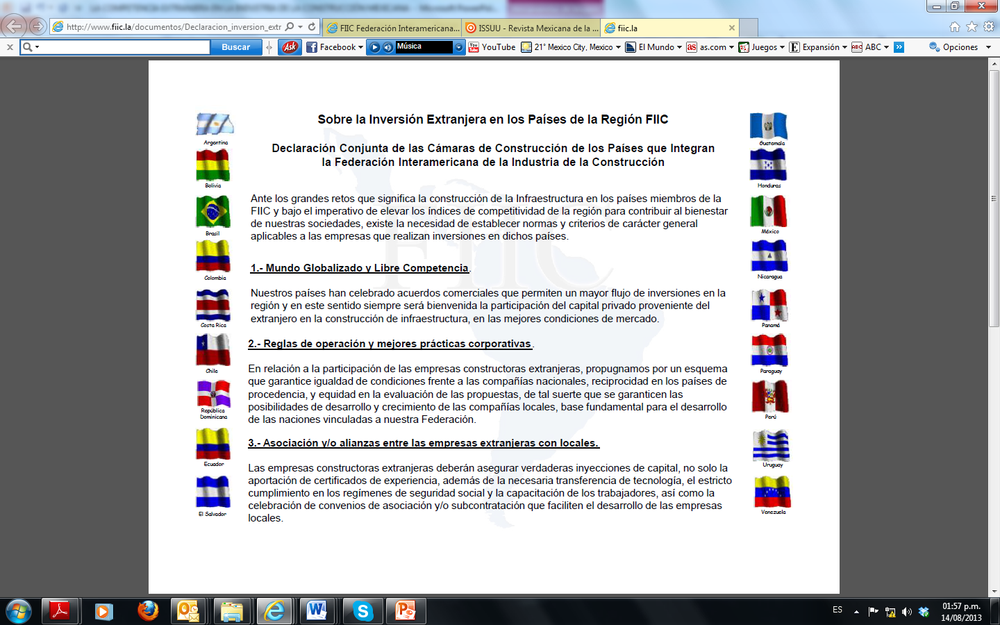 LA COMPETENCIA EXTRANJERA EN LA INDUSTRIA DE LA CONSTRUCCIÓN MEXICANA - Microsoft PowerPoint
http://www.fiic.la/documentos/Declaracion_inversion_extr
FIIC Federación Interamericana...
ISSUU - Revista Mexicana de la ...
fiic.la
x
Buscar
Ask
Facebook
Música
YouTube
21° Mexico City, Mexico
El Mundo
as.com
Juegos
Expansión
ABC
Opciones
Sobre la Inversión Extranjera en los Países de la Región FIIC
Declaración Conjunta de las Cámaras de Construcción de los Países que Integran
la Federación Interamericana de la Industria de la Construcción
Ante los grandes retos que significa la construcción de la Infraestructura en los países miembros de la
FIIC y bajo el imperativo de elevar los índices de competitividad de la región para contribuir al bienestar
de nuestras sociedades, existe la necesidad de establecer normas y criterios de carácter general
aplicables a las empresas que realizan inversiones en dichos países.
1.- Mundo Globalizado y Libre Competencia.
Nuestros países han celebrado acuerdos comerciales que permiten un mayor flujo de inversiones en la
región y en este sentido siempre será bienvenida la participación del capital privado proveniente del
extranjero en la construcción de infraestructura, en las mejores condiciones de mercado.
2.- Reglas de operación y mejores prácticas corporativas.
En relación a la participación de las empresas constructoras extranjeras, propugnamos por un esquema
que garantice igualdad de condiciones frente a las compañías nacionales, reciprocidad en los países de
procedencia, y equidad en la evaluación de las propuestas, de tal suerte que se garanticen las
posibilidades de desarrollo y crecimiento de las compañías locales, base fundamental para el desarrollo
de las naciones vinculadas a nuestra Federación.
3.- Asociación y/o alianzas entre las empresas extranjeras con locales.
Las empresas constructoras extranjeras deberán asegurar verdaderas inyecciones de capital, no solo la
aportación de certificados de experiencia, además de la necesaria transferencia de tecnología, el estricto
cumplimiento en los regímenes de seguridad social y la capacitación de los trabajadores, así como la
celebración de convenios de asociación y/o subcontratación que faciliten el desarrollo de las empresas
locales.
FIIC
Argentina
Bolivia
Brasil
Colombia
Costa Rica
Chile
República
Dominicana
Ecuador
El Salvador
Guatemala
Honduras
México
Nicaragua
Panamá
Paraguay
Perú
Uruguay
Venezuela
ES
01:57 p.m.
14/08/2013